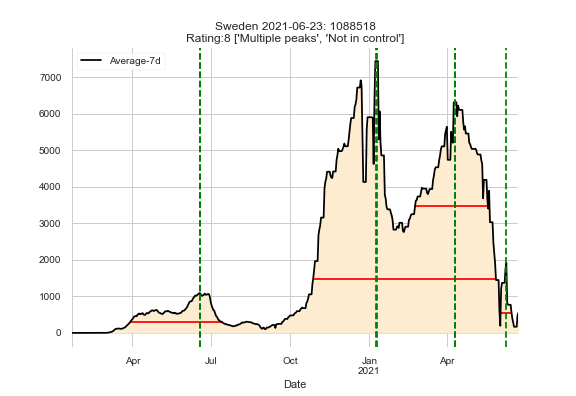 Sweden 2021-06-23: 1088518
Rating:8 ['Multiple peaks', 'Not in control']
Average-7d
7000
6000
5000
4000
3000
2000
1000
0
Apr Jul Oct Jan Apr
2021
Date